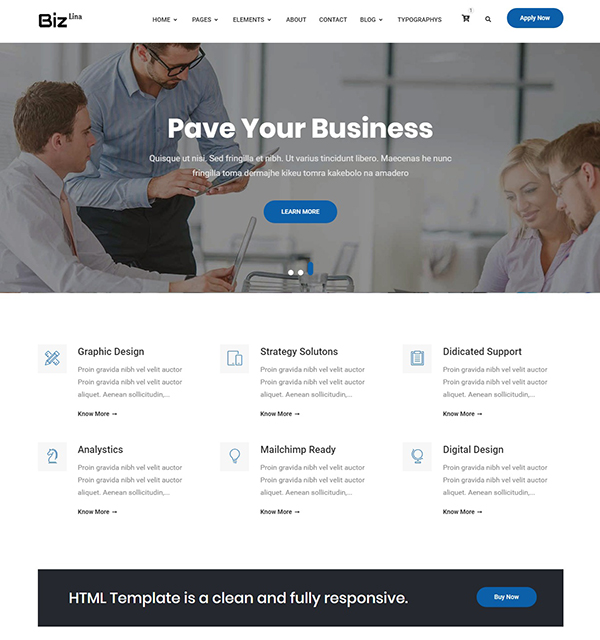 Biz Lina
HOME PAGES ELEMENTS ABOUT CONTACT BLOG TYPOGRAPHYS 1 Apply Now
Pave Your Business
Quisque ut nisi. Sed fringilla et nibh. Ut varius tincidunt libero. Maecenas he nunc
fringilla toma dermajhe kikeu tomra kakebolo na amadero
LEARN MORE
Graphic Design
Proin gravida nibh vel velit auctor
Proin gravida nibh vel velit auctor
aliquet. Aenean sollicitudin,...
Know More →
Strategy Solutons
Proin gravida nibh vel velit auctor
Proin gravida nibh vel velit auctor
aliquet. Aenean sollicitudin,...
Know More →
Didicated Support
Proin gravida nibh vel velit auctor
Proin gravida nibh vel velit auctor
aliquet. Aenean sollicitudin,...
Know More →
Analystics
Proin gravida nibh vel velit auctor
Proin gravida nibh vel velit auctor
aliquet. Aenean sollicitudin,...
Know More →
Mailchimp Ready
Proin gravida nibh vel velit auctor
Proin gravida nibh vel velit auctor
aliquet. Aenean sollicitudin,...
Know More →
Digital Design
Proin gravida nibh vel velit auctor
Proin gravida nibh vel velit auctor
aliquet. Aenean sollicitudin,...
Know More →
HTML Template is a clean and fully responsive.
Buy Now